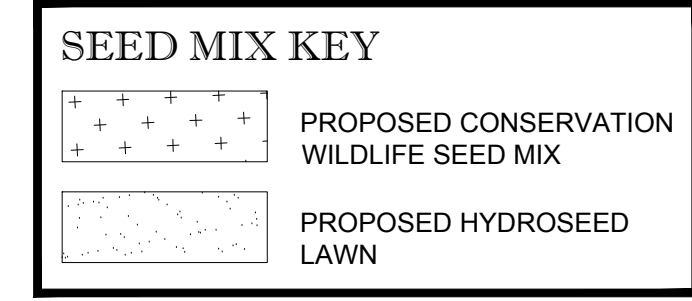 SEED MIX KEY
PROPOSED CONSERVATION
WILDLIFE SEED MIX
PROPOSED HYDROSEED
LAWN